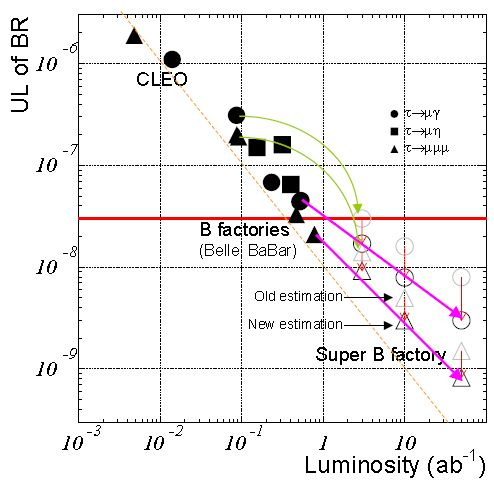 UL of BR
10⁻⁶
10⁻⁷
10⁻⁸
10⁻⁹
CLEO
τ→μγ
τ→μη
τ→μμμ
B factories
(Belle, BaBar)
Old estimation
New estimation
Super B factory
10⁻³
10⁻²
10⁻¹
1
10
Luminosity (ab⁻¹)